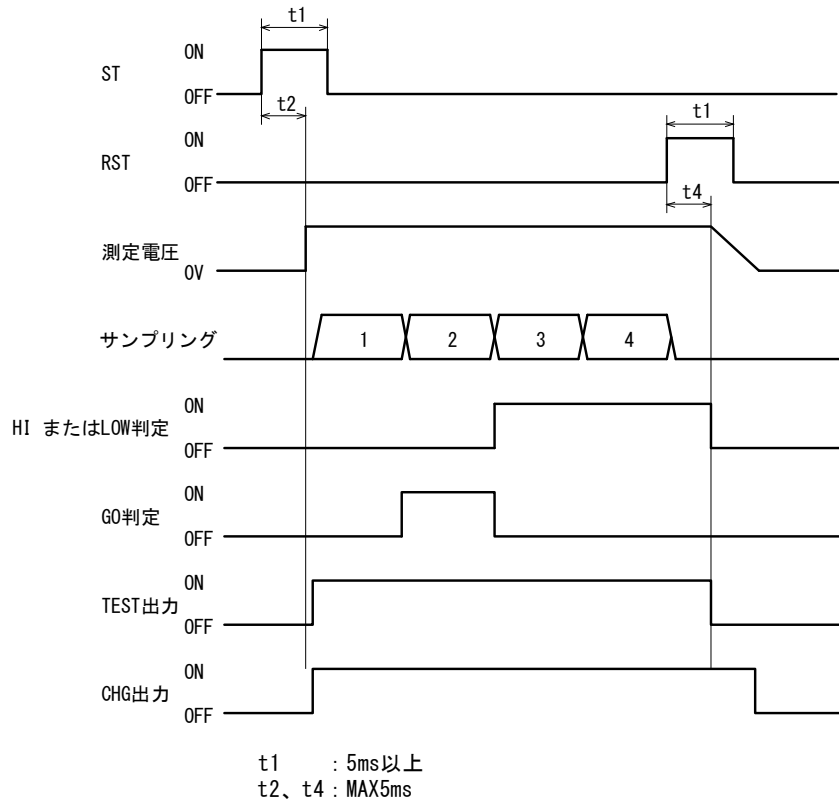 t1
ON
ST
OFF
t2
t1
ON
RST
OFF
t4
測定電圧
0V
サンプリング
1 2 3 4
ON
HI またはLOW判定
OFF
ON
GO判定
OFF
ON
TEST出力
OFF
ON
CHG出力
OFF
t1 : 5ms以上
t2、t4 : MAX5ms